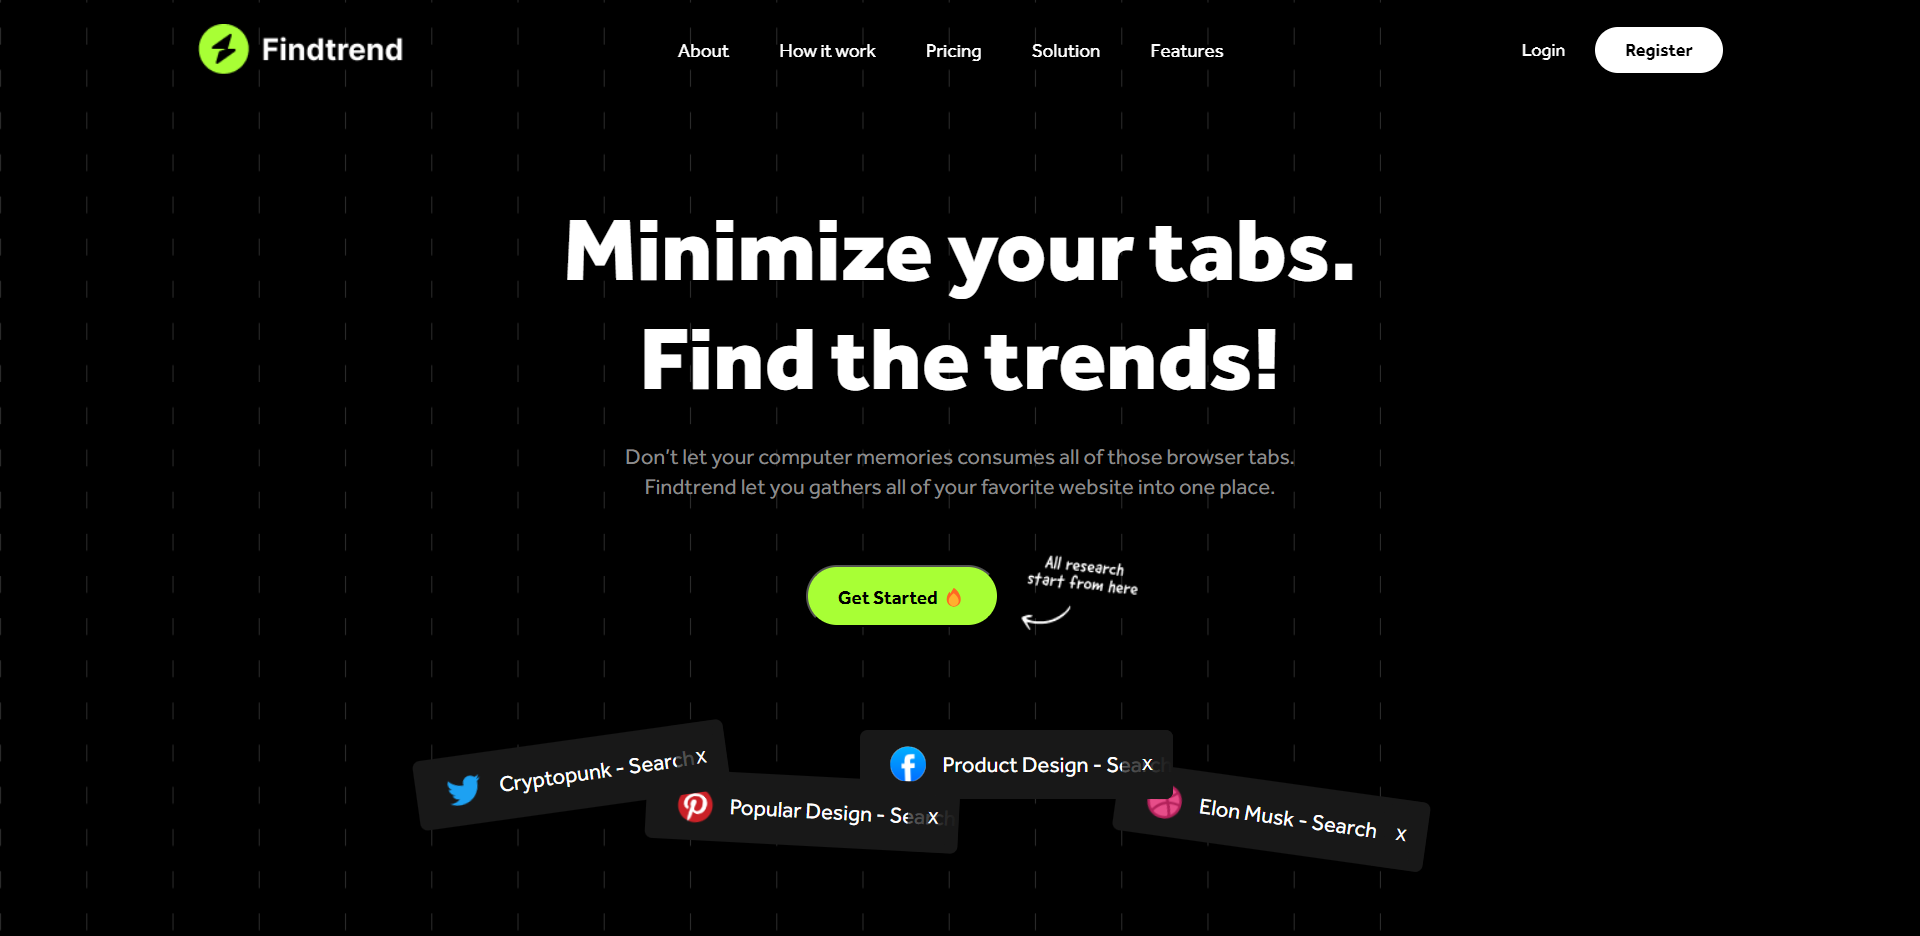 Findtrend
About
How it work
Pricing
Solution
Features
Login
Register
Minimize your tabs.
Find the trends!
Don't let your computer memories consumes all of those browser tabs.
Findtrend let you gathers all of your favorite website into one place.
Get Started
All research
start from here
Cryptopunk - Search x
Popular Design - Search x
Product Design - Search x
Elon Musk - Search x